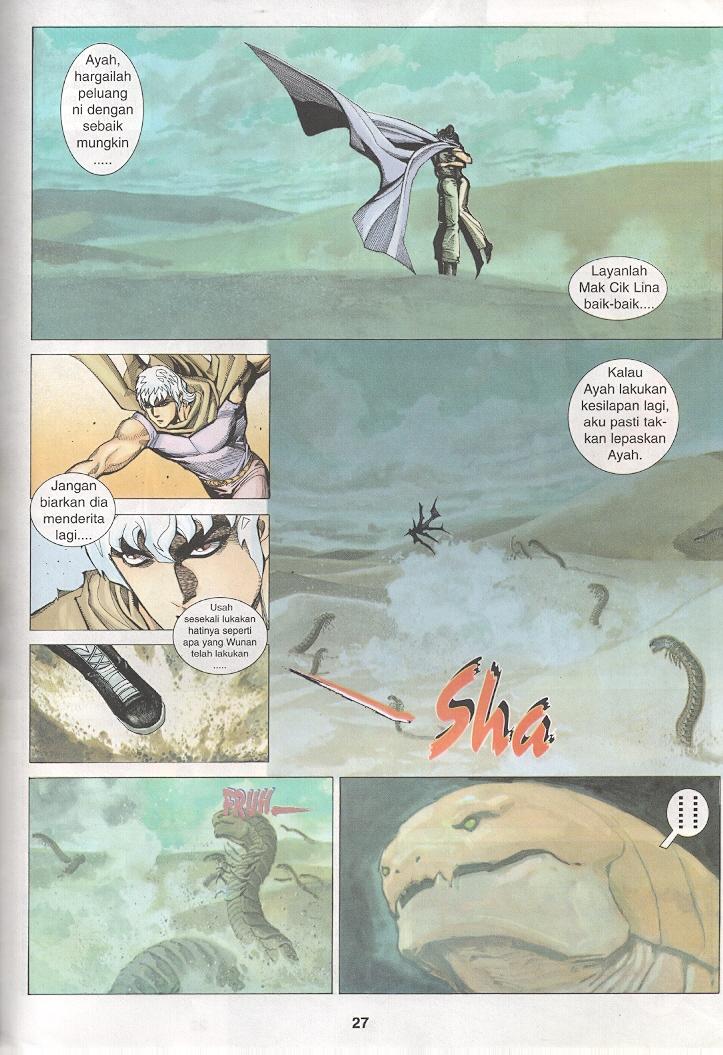 Ayah,
hargailah
peluang
ni dengan
sebaik
mungkin
.....
Layanlah
Mak Cik Lina
baik-baik....
Kalau
Ayah lakukan
kesilapan lagi,
aku pasti tak-
kan lepaskan
Ayah.
Jangan
biarkan dia
menderita
lagi....
Usah
sesekali lukakan
hatinya seperti
apa yang Wunan
telah lakukan
.....
Sha
FRUH
27